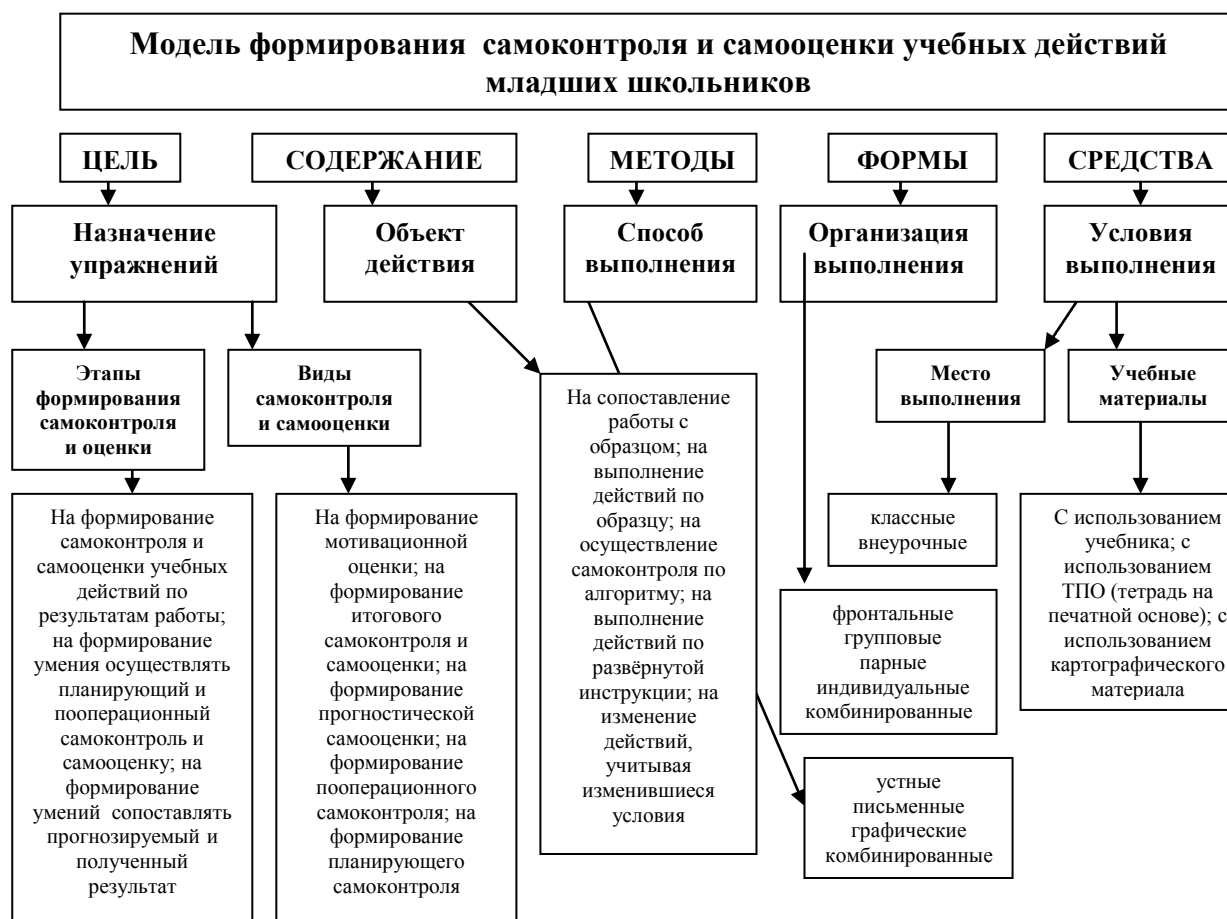 Модель формирования самоконтроля и самооценки учебных действий
младших школьников
ЦЕЛЬ
СОДЕРЖАНИЕ
МЕТОДЫ
ФОРМЫ
СРЕДСТВА
Назначение
упражнений
Объект
действия
Способ
выполнения
Организация
выполнения
Условия
выполнения
Этапы
формирования
самоконтроля
и оценки
Виды
самоконтроля
и самооценки
Место
выполнения
Учебные
материалы
На формирование
самоконтроля и
самооценки учебных
действий по
результатам работы;
на формирование
умения осуществлять
планирующий и
пооперационный
самоконтроль и
самооценку; на
формирование
умений сопоставлять
прогнозируемый и
полученный
результат
На формирование
мотивационной
оценки; на
формирование
итогового
самоконтроля и
самооценки; на
формирование
прогностической
самооценки; на
формирование
пооперационного
самоконтроля; на
формирование
планирующего
самоконтроля
На сопоставление
работы с
образцом; на
выполнение
действий по
образцу; на
осуществление
самоконтроля по
алгоритму; на
выполнение
действий по
развёрнутой
инструкции; на
изменение
действий,
учитывая
изменившиеся
условия
классные
внеурочные
фронтальные
групповые
парные
индивидуальные
комбинированные
устные
письменные
графические
комбинированные
С использованием
учебника; с
использованием
ТПО (тетрадь на
печатной основе); с
использованием
картографического
материала